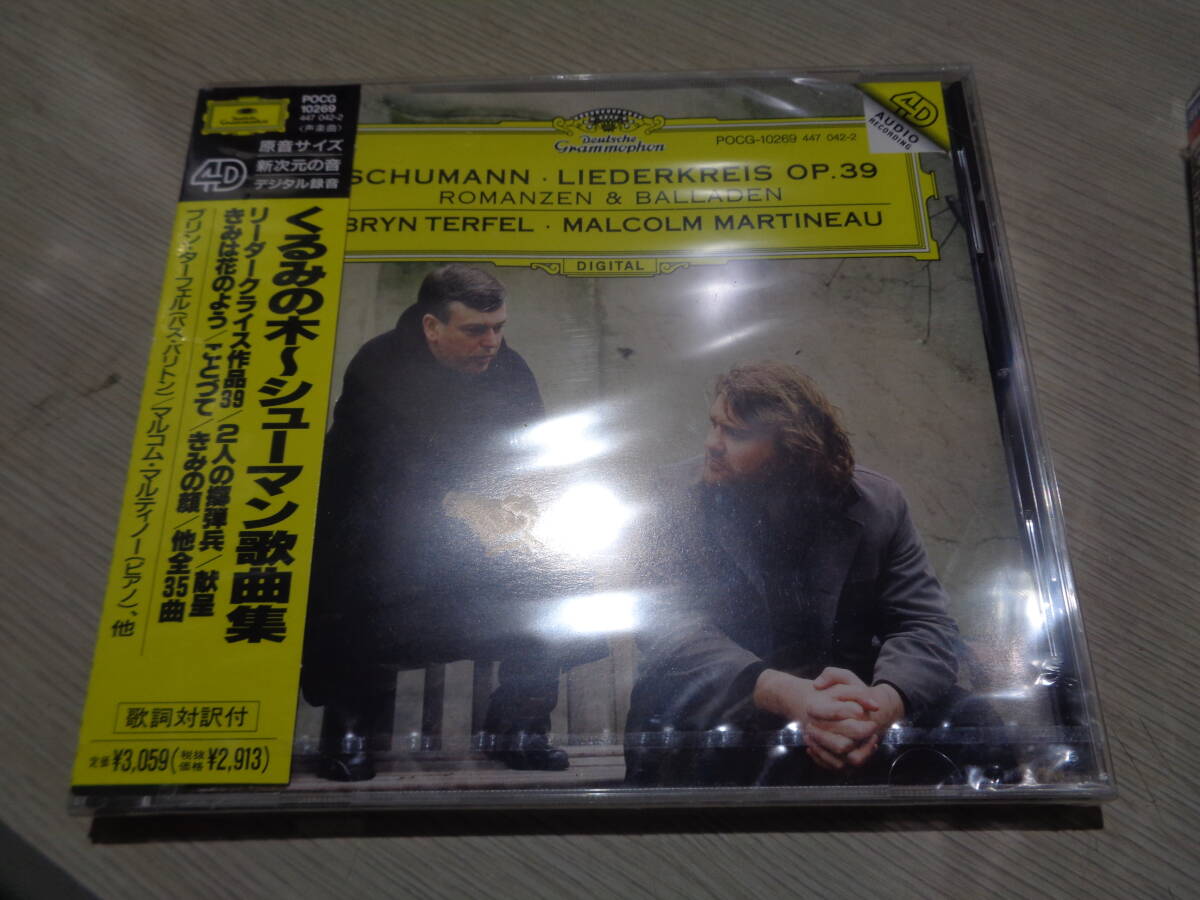 Deutsche
Grammophon
POCG
10269
447 042-2
〈声楽曲〉
原音サイズ
4D
新次元の音
デジタル録音
くるみの木〜シューマン歌曲集
リーダークライス作品39/2人の擲弾兵/献呈
きみは花のよう/ことづて/きみの顔/他全35曲
ブリン・ターフェル(バス・バリトン)/マルコム・マルティノー(ピアノ)、他
歌詞対訳付
定価¥3,059(税抜価格¥2,913)
Deutsche
Grammophon
POCG-10269 447 042-2
4D
AUDIO
RECORDING
SCHUMANN · LIEDERKREIS OP.39
ROMANZEN & BALLADEN
BRYN TERFEL · MALCOLM MARTINEAU
DIGITAL